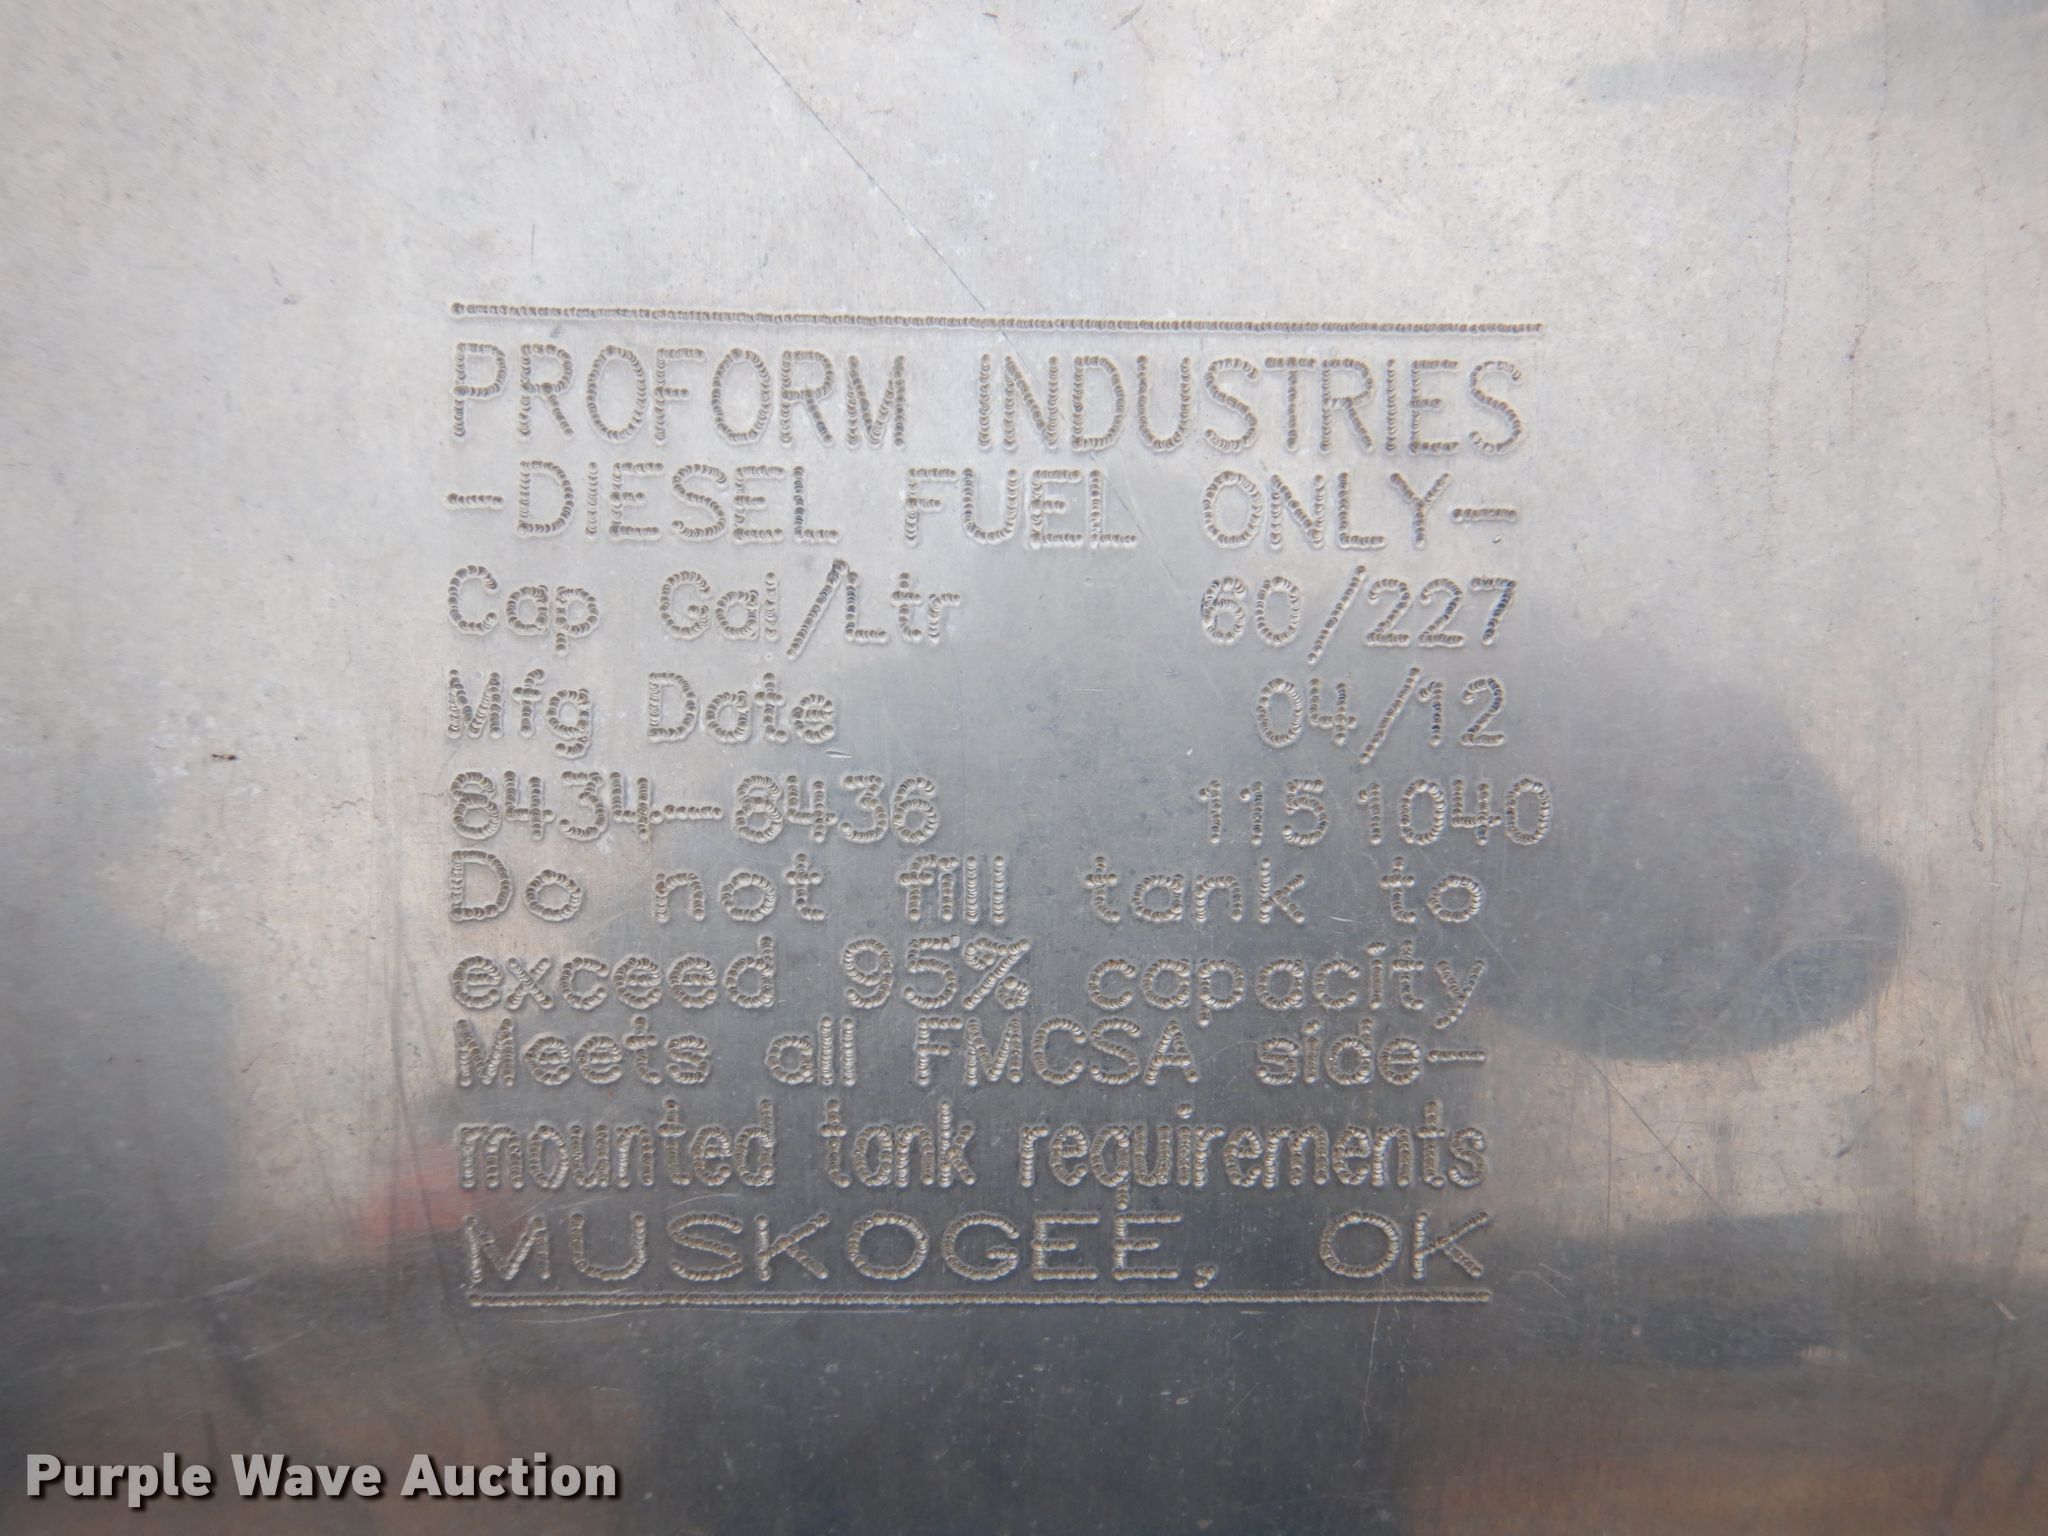 PROFORM INDUSTRIES
-DIESEL FUEL ONLY-
Cap Gal/Ltr 60/227
Mfg Date 04/12
8434-8436 1151040
Do not fill tank to
exceed 95% capacity
Meets all FMCSA side-
mounted tank requirements
MUSKOGEE, OK
Purple Wave Auction